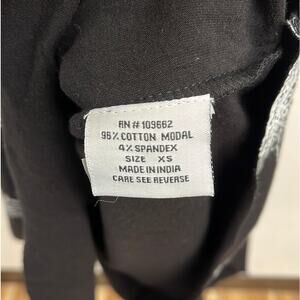 RN # 109662
96% COTTON MODAL
4% SPANDEX
SIZE XS
MADE IN INDIA
CARE SEE REVERSE